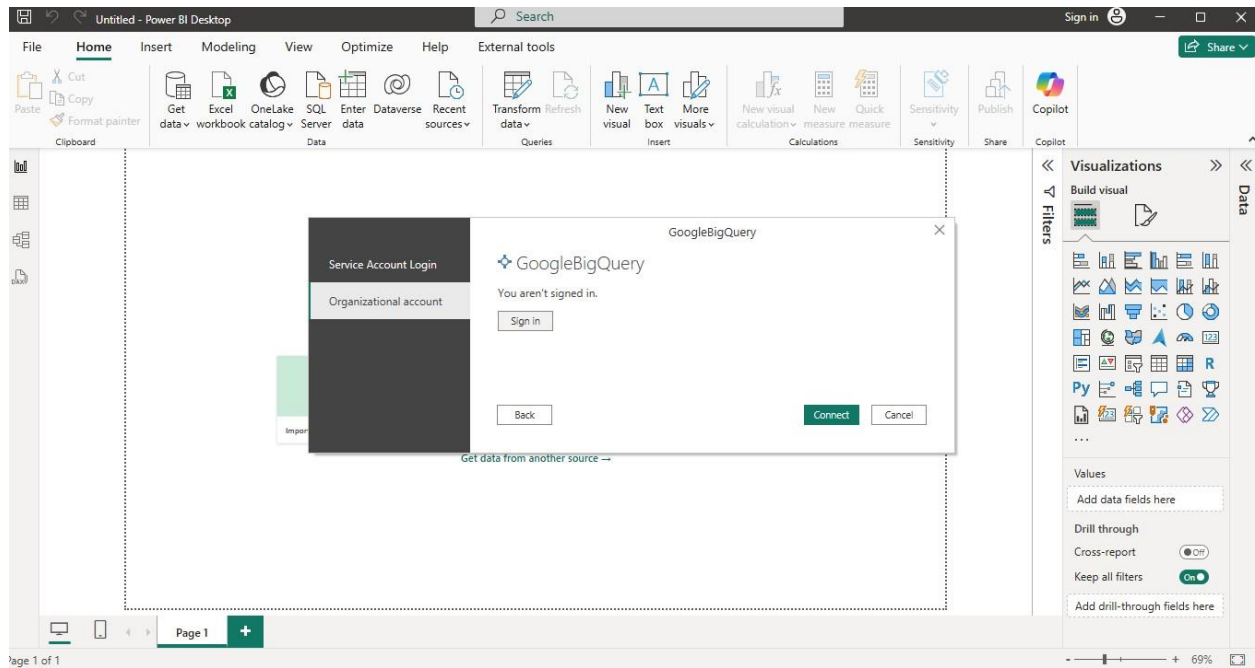 Untitled - Power BI Desktop
Search
Sign in
File Home Insert Modeling View Optimize Help External tools
Share
Paste
Cut
Copy
Format painter
Clipboard
Get data
Excel workbook
OneLake catalog
SQL Server
Enter data
Dataverse
Recent sources
Data
Transform data
Refresh
Queries
New visual
Text box
More visuals
Insert
New visual calculation
New measure
Quick measure
Calculations
Sensitivity
Sensitivity
Publish
Share
Copilot
Copilot
GoogleBigQuery
Service Account Login
Organizational account
GoogleBigQuery
You aren't signed in.
Sign in
Back
Connect
Cancel
Impor
Get data from another source →
Filters
Visualizations
Build visual
Data
123
R
Py
...
Values
Add data fields here
Drill through
Cross-report
Off
Keep all filters
On
Add drill-through fields here
Page 1
Page 1 of 1
69%